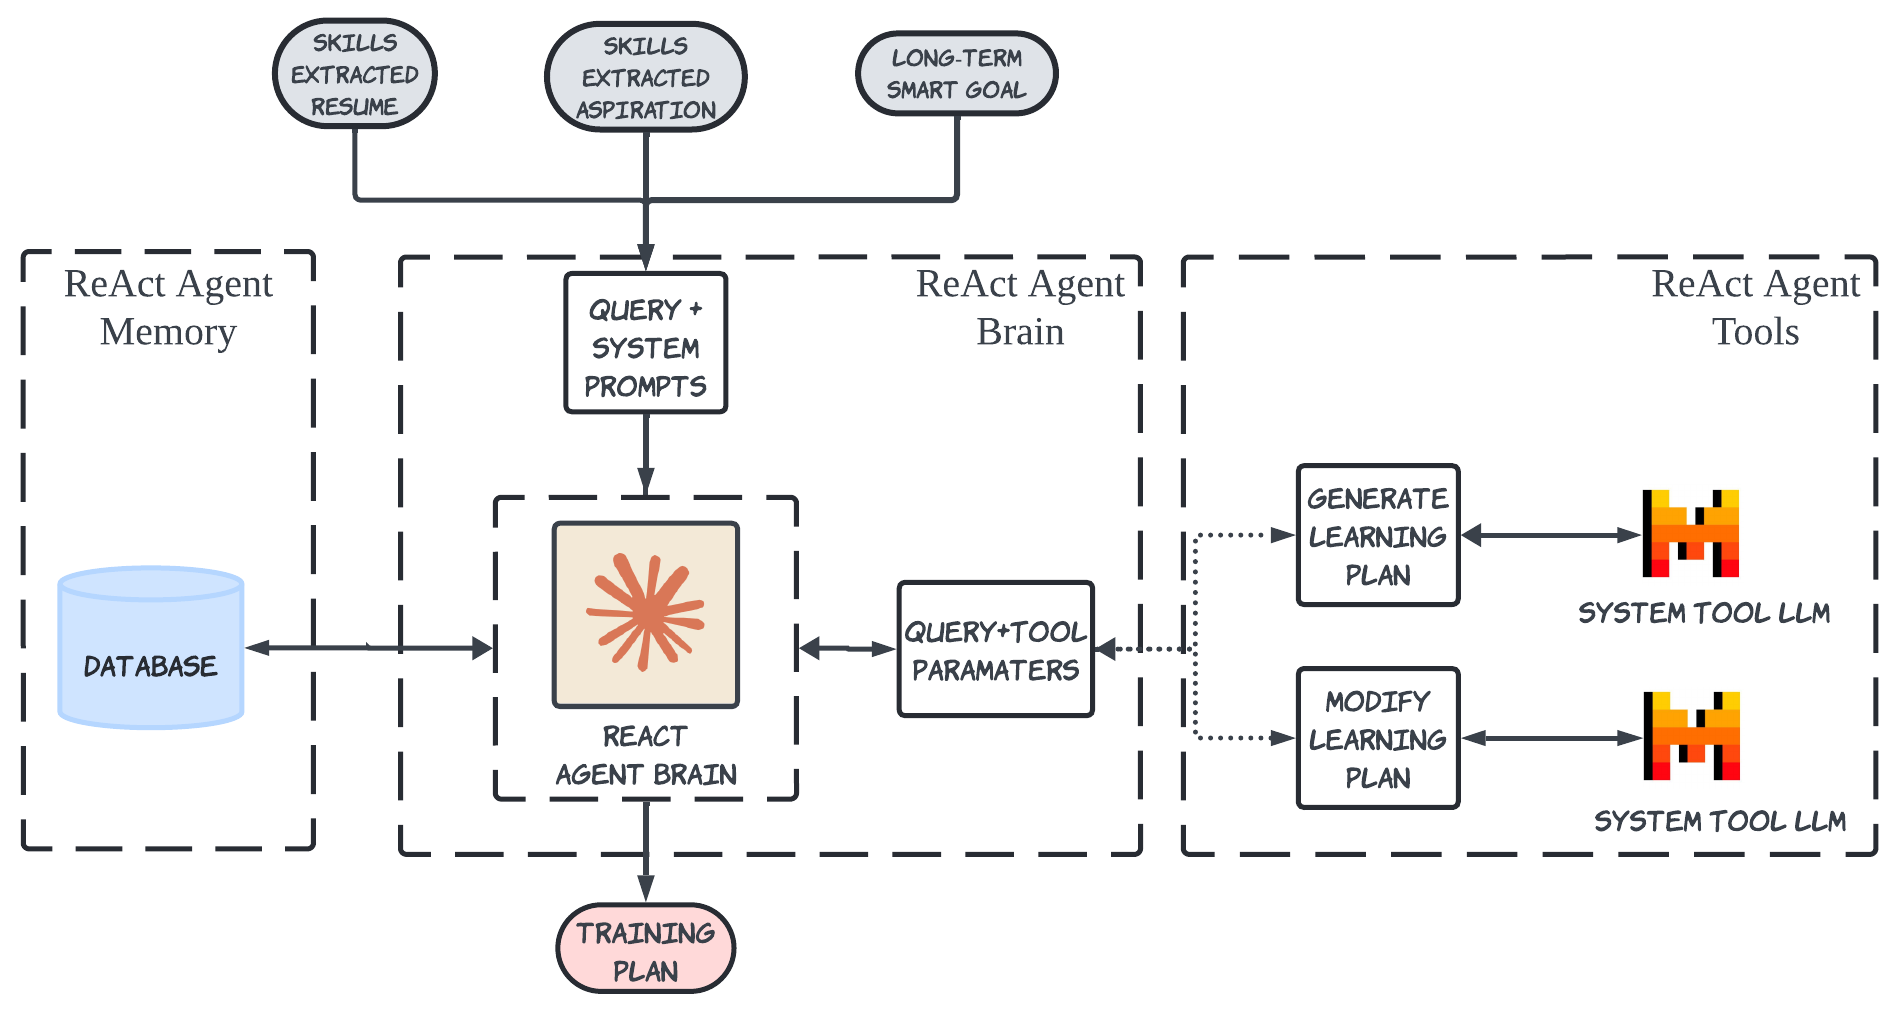 SKILLS
EXTRACTED
RESUME
SKILLS
EXTRACTED
ASPIRATION
LONG-TERM
SMART GOAL
ReAct Agent
Memory
DATABASE
ReAct Agent
Brain
QUERY +
SYSTEM
PROMPTS
REACT
AGENT BRAIN
QUERY+TOOL
PARAMATERS
ReAct Agent
Tools
GENERATE
LEARNING
PLAN
SYSTEM TOOL LLM
MODIFY
LEARNING
PLAN
SYSTEM TOOL LLM
TRAINING
PLAN